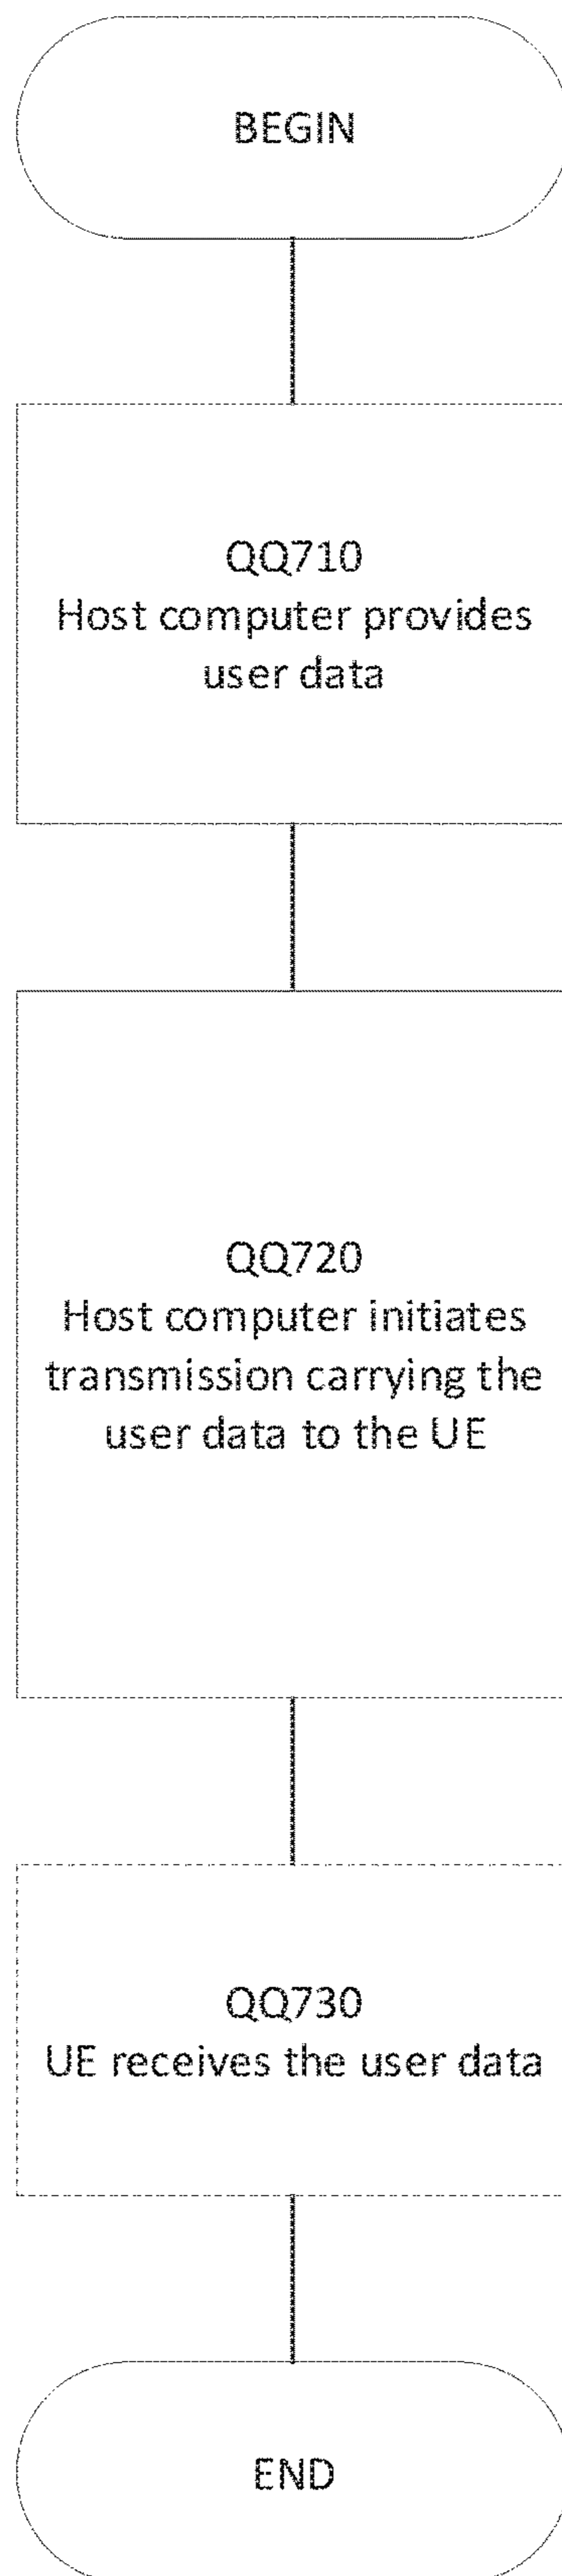 BEGIN
QQ710
Host computer provides
user data
QQ720
Host computer initiates
transmission carrying the
user data to the UE
QQ730
UE receives the user data
END